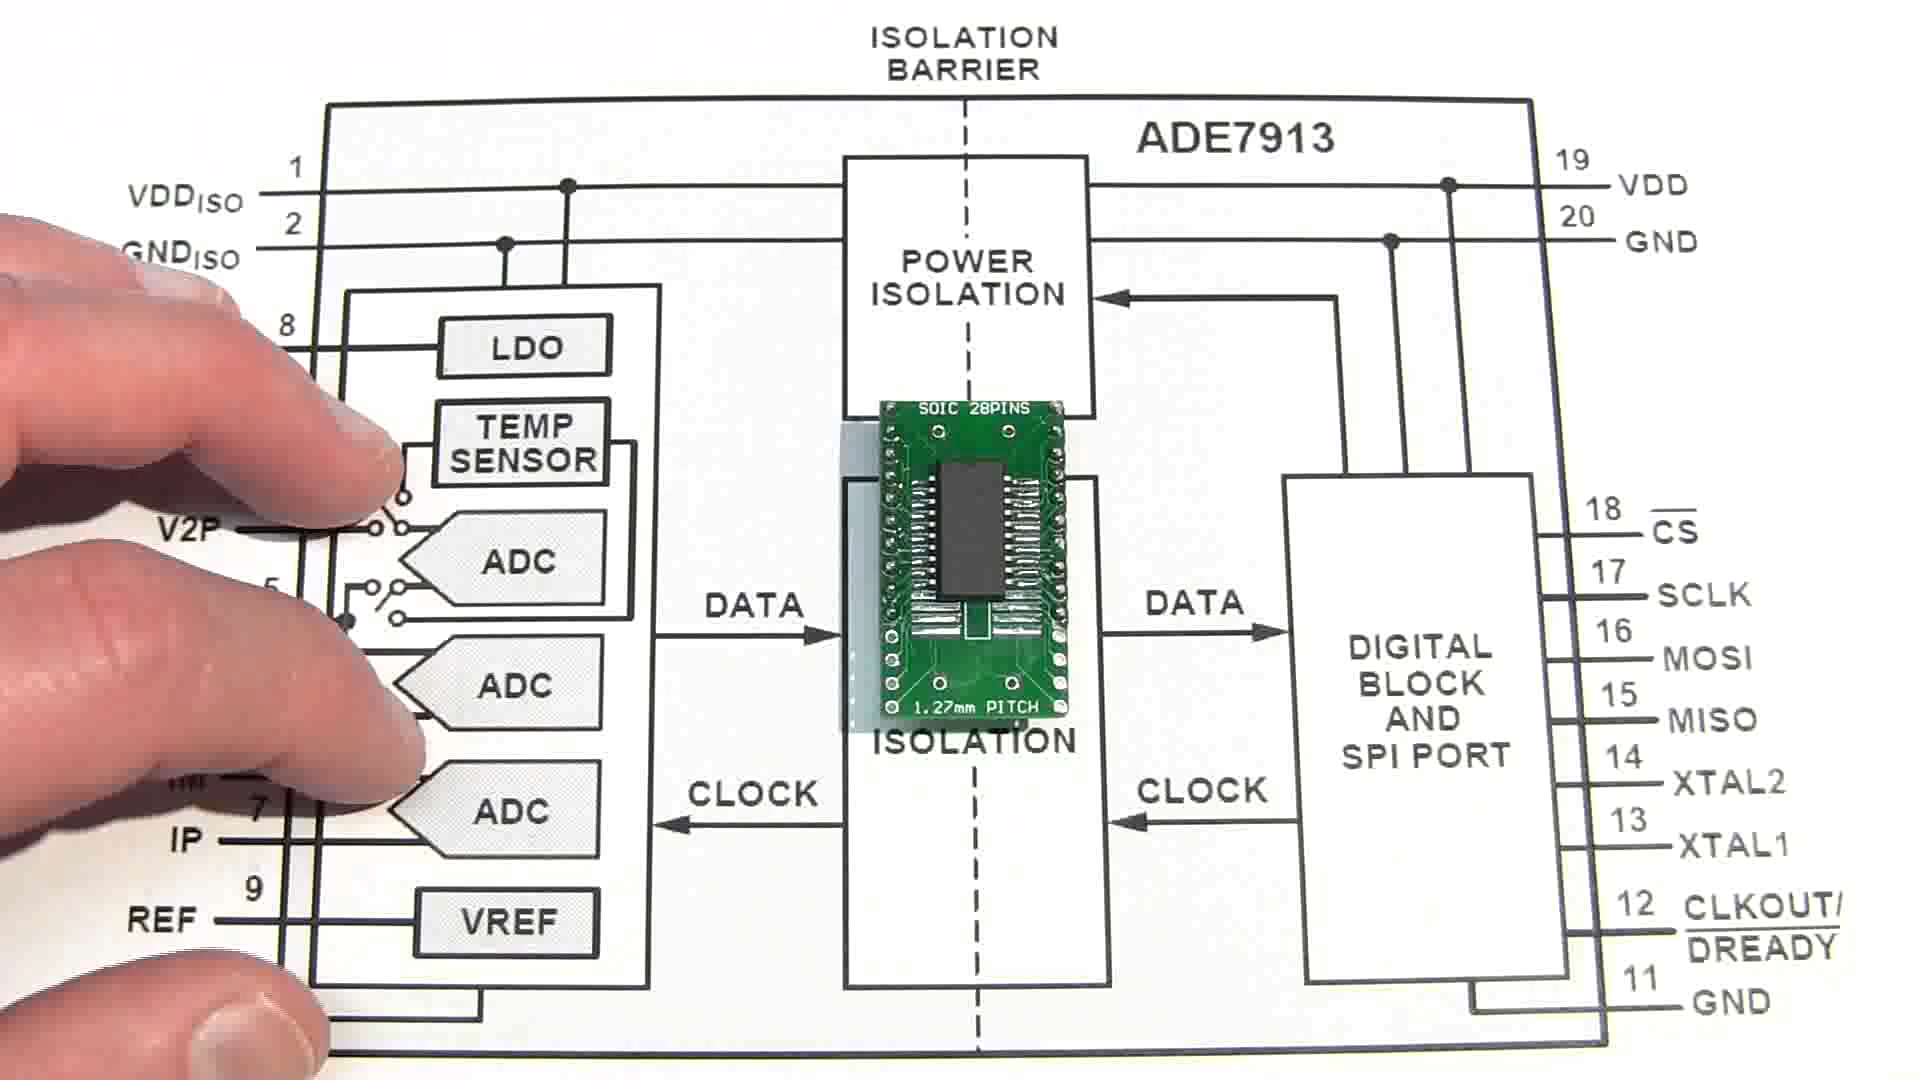 ISOLATION
BARRIER
ADE7913
1
VDDISO
2
GNDISO
8
LDO
TEMP
SENSOR
V2P
ADC
5
ADC
7
IP
ADC
9
REF
VREF
POWER
ISOLATION
SOIC 28PINS
1.27mm PITCH
ISOLATION
DATA
DATA
CLOCK
CLOCK
DIGITAL
BLOCK
AND
SPI PORT
19
VDD
20
GND
18
CS
17
SCLK
16
MOSI
15
MISO
14
XTAL2
13
XTAL1
12
CLKOUT/
DREADY
11
GND